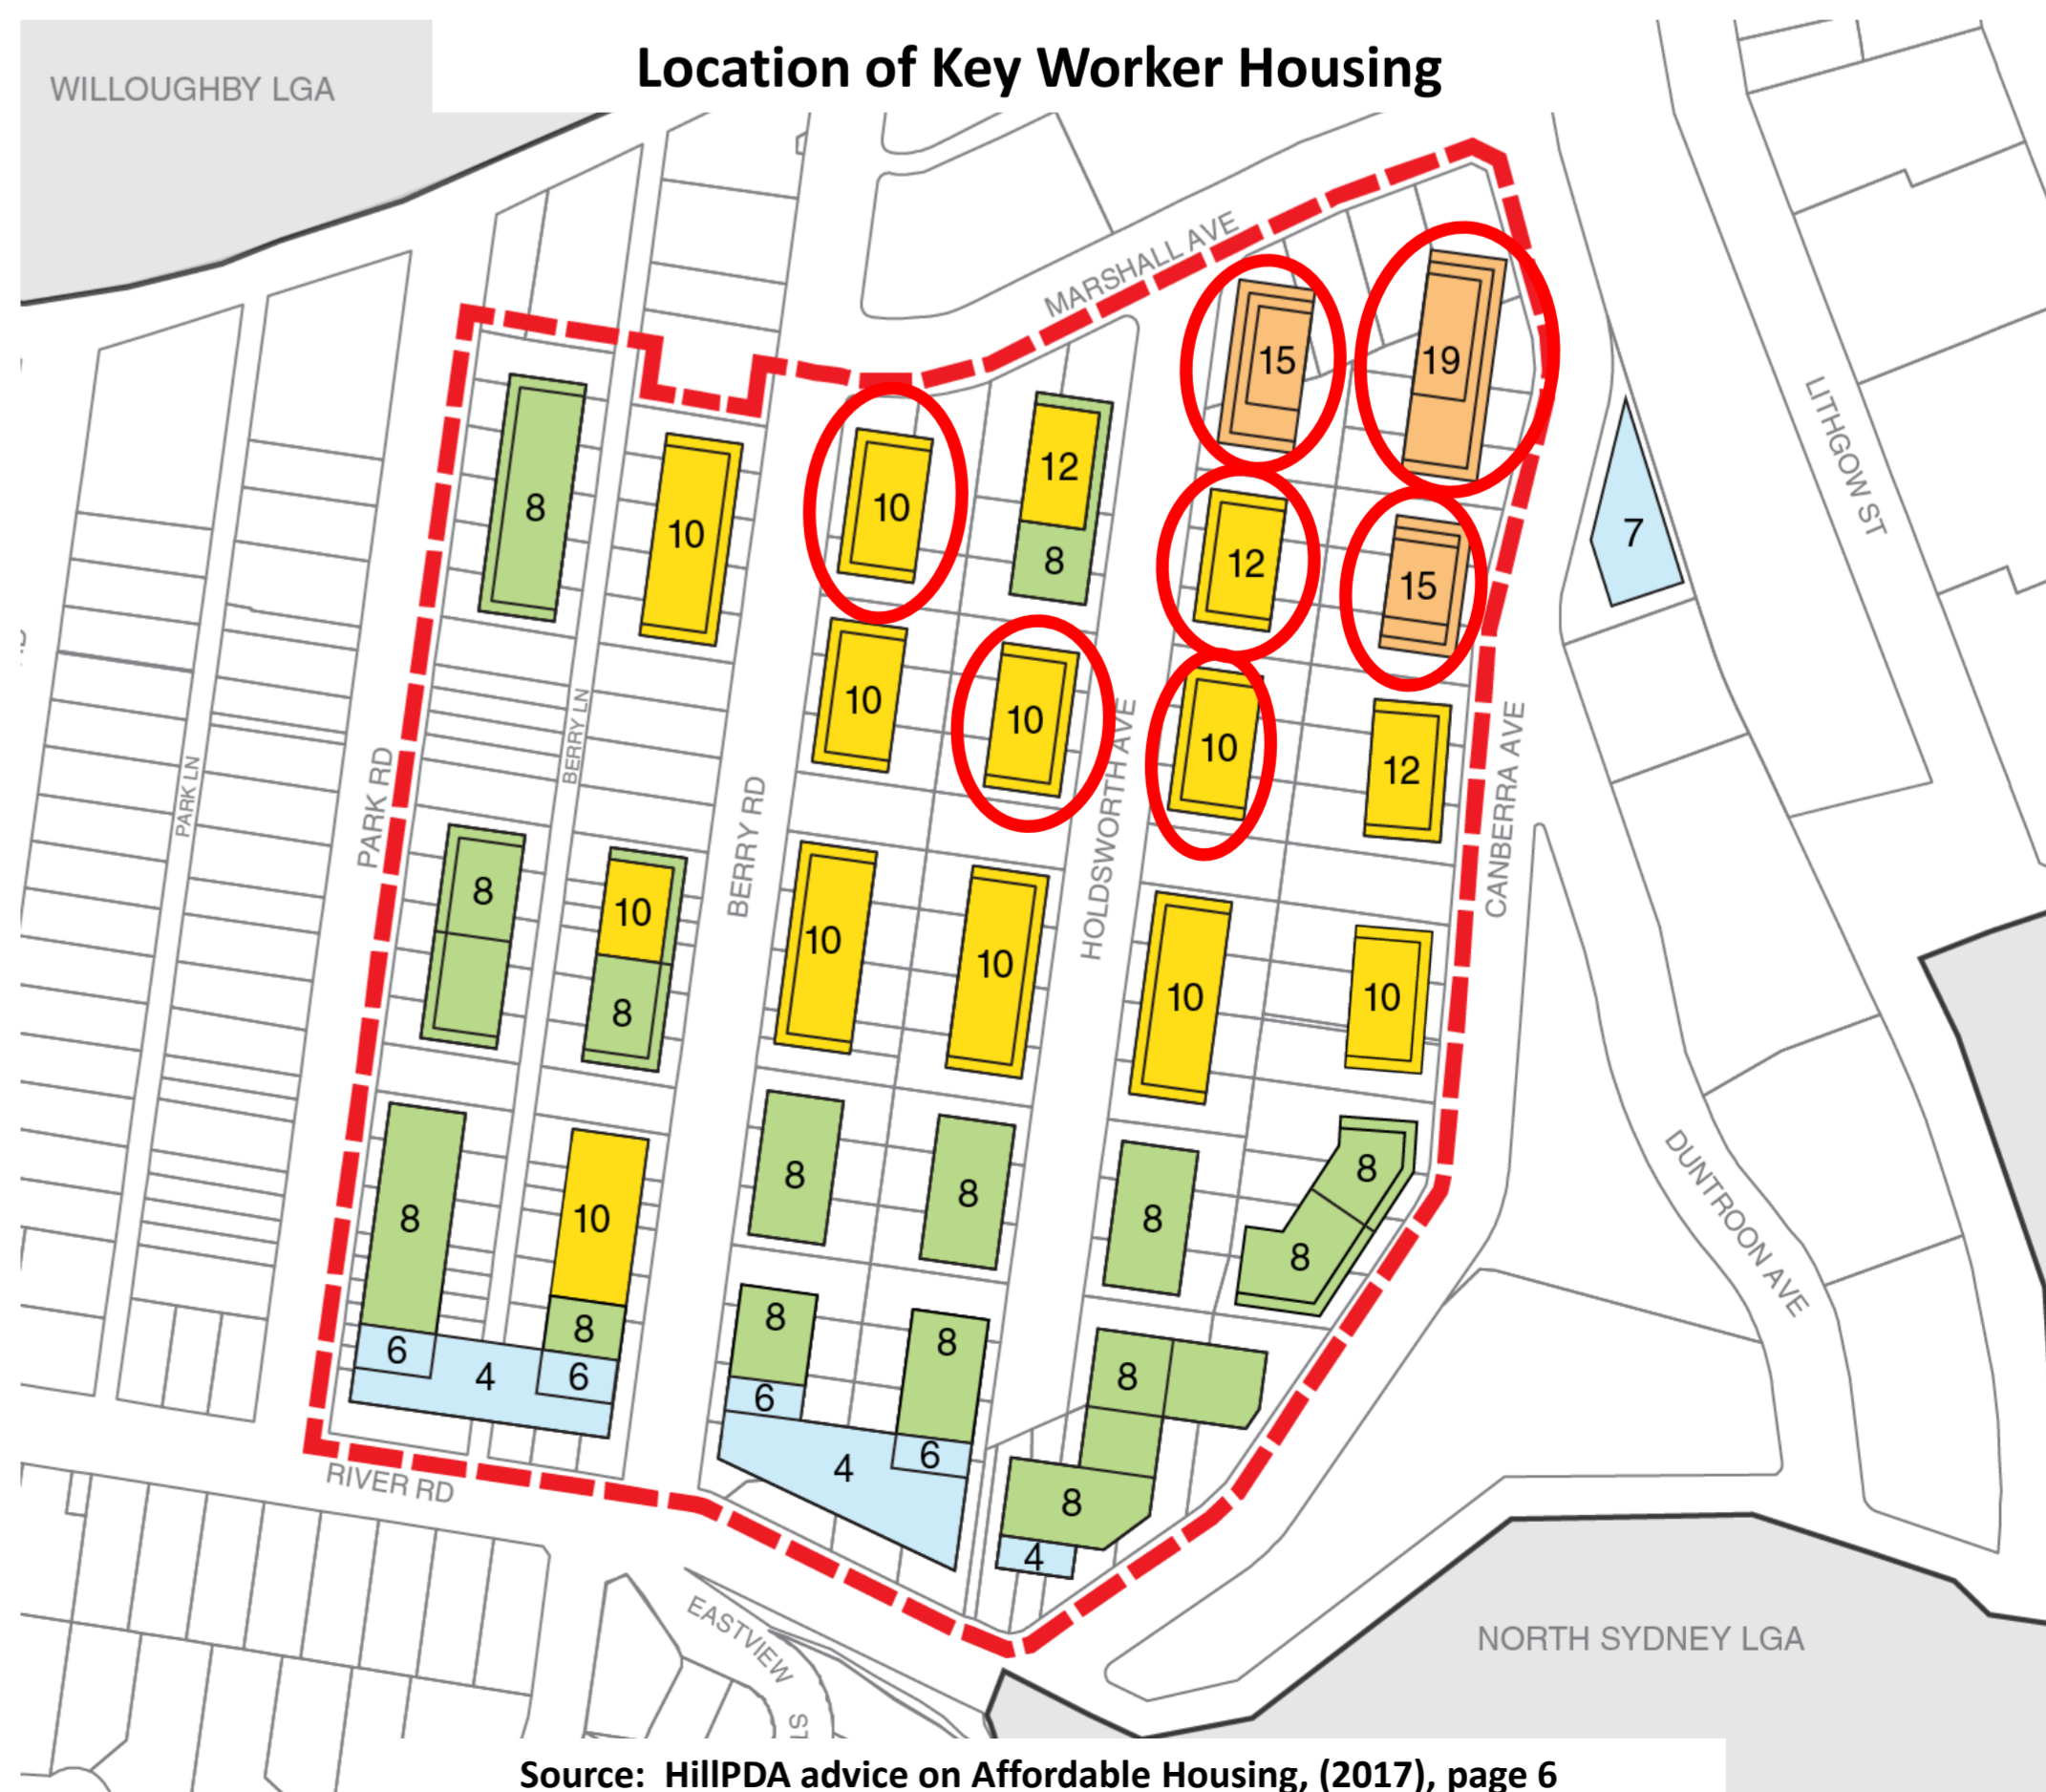 Location of Key Worker Housing
WILLOUGHBY LGA
MARSHALL AVE
15
19
LITHGOW ST
8
10
10
12
8
12
15
7
10
10
10
12
PARK LN
PARK RD
BERRY LN
BERRY RD
HOLDSWORTH AVE
CANBERRA AVE
8
10
8
10
10
10
10
8
10
8
8
8
8
8
DUNTROON AVE
8
6
4
6
8
6
8
6
4
8
8
4
RIVER RD
EASTVIEW
ST
NORTH SYDNEY LGA
Source: HillPDA advice on Affordable Housing, (2017), page 6